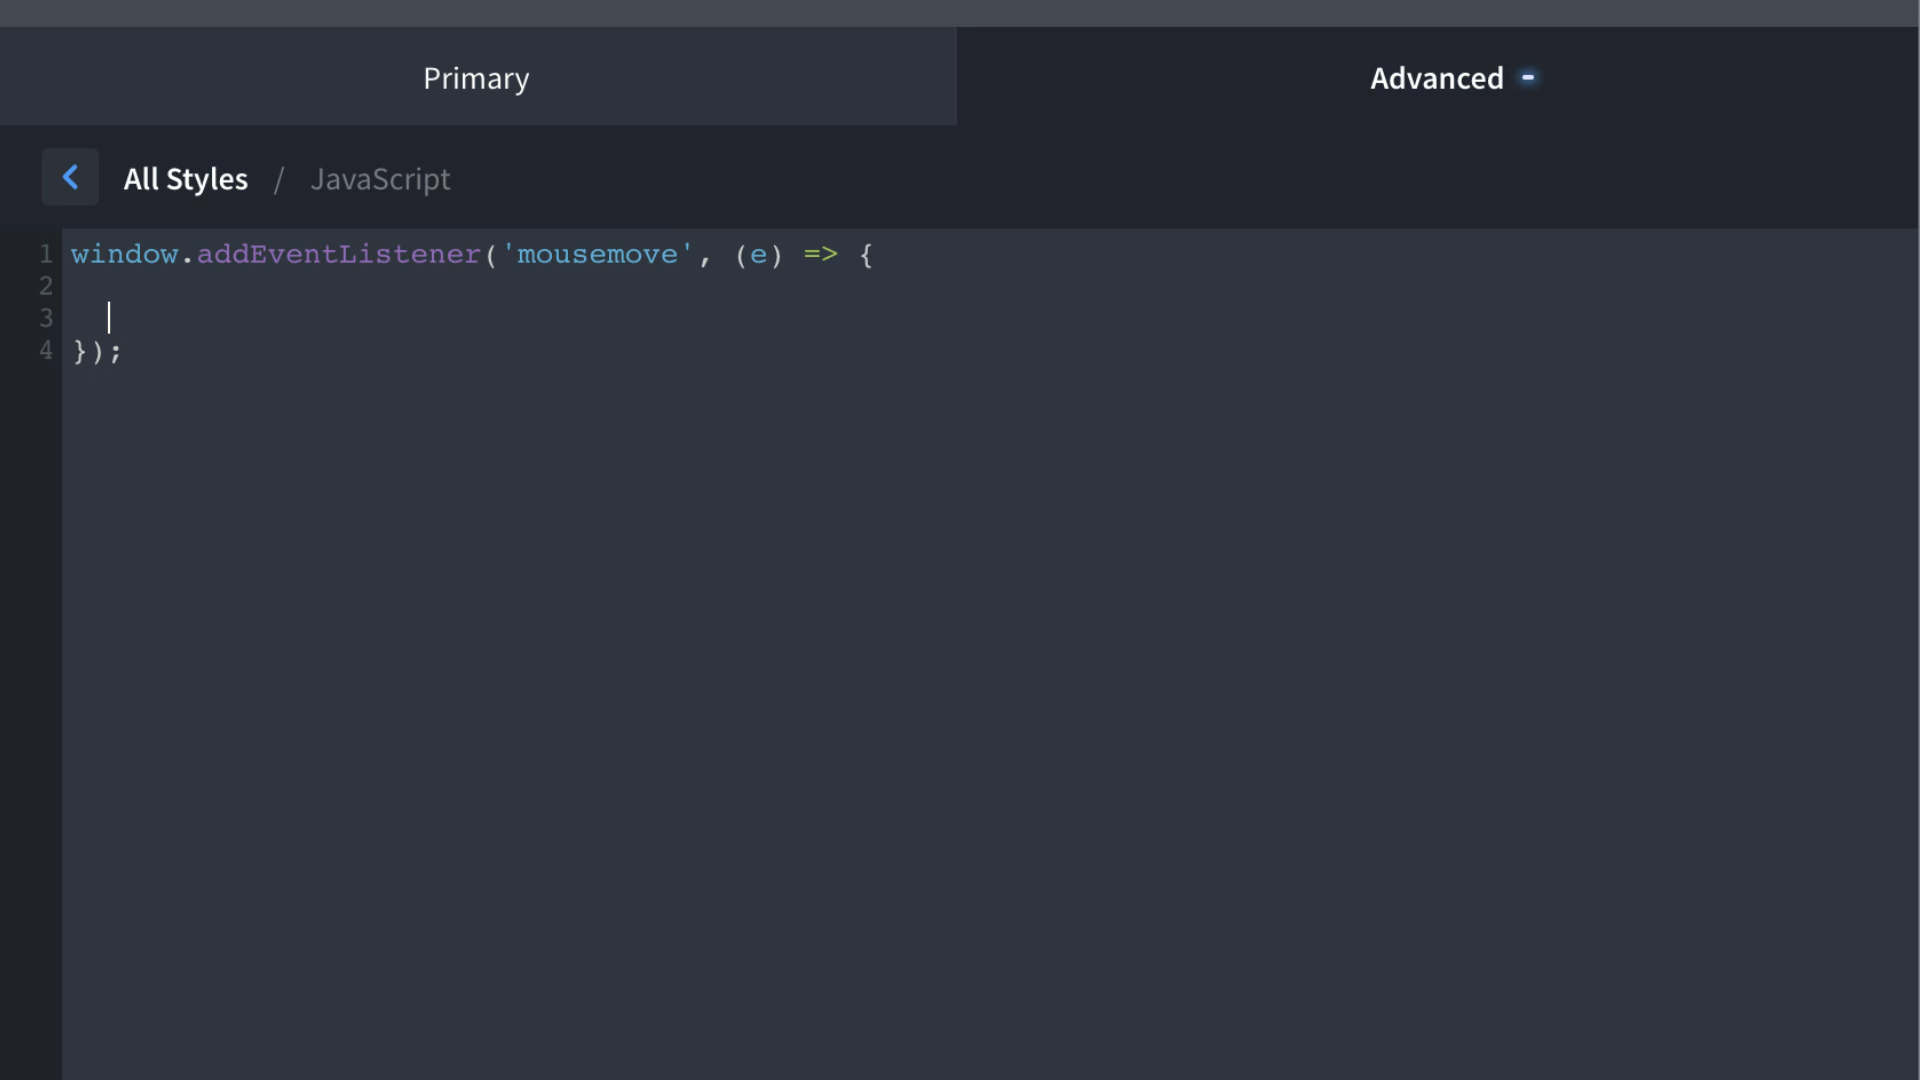 Primary
Advanced
All Styles / JavaScript
1 window.addEventListener('mousemove', (e) => {
2
3
4 });